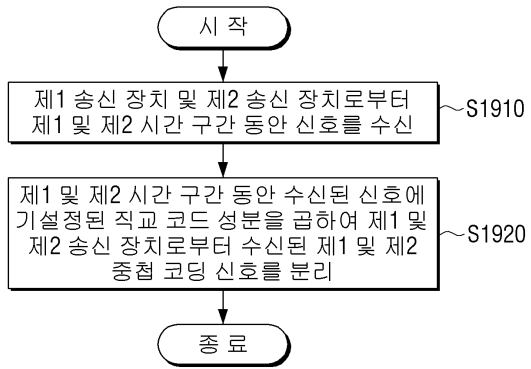 시 작
제1 송신 장치 및 제2 송신 장치로부터
제1 및 제2 시간 구간 동안 신호를 수신
S1910
제1 및 제2 시간 구간 동안 수신된 신호에
기설정된 직교 코드 성분을 곱하여 제1 및
제2 송신 장치로부터 수신된 제1 및 제2
중첩 코딩 신호를 분리
S1920
종 료